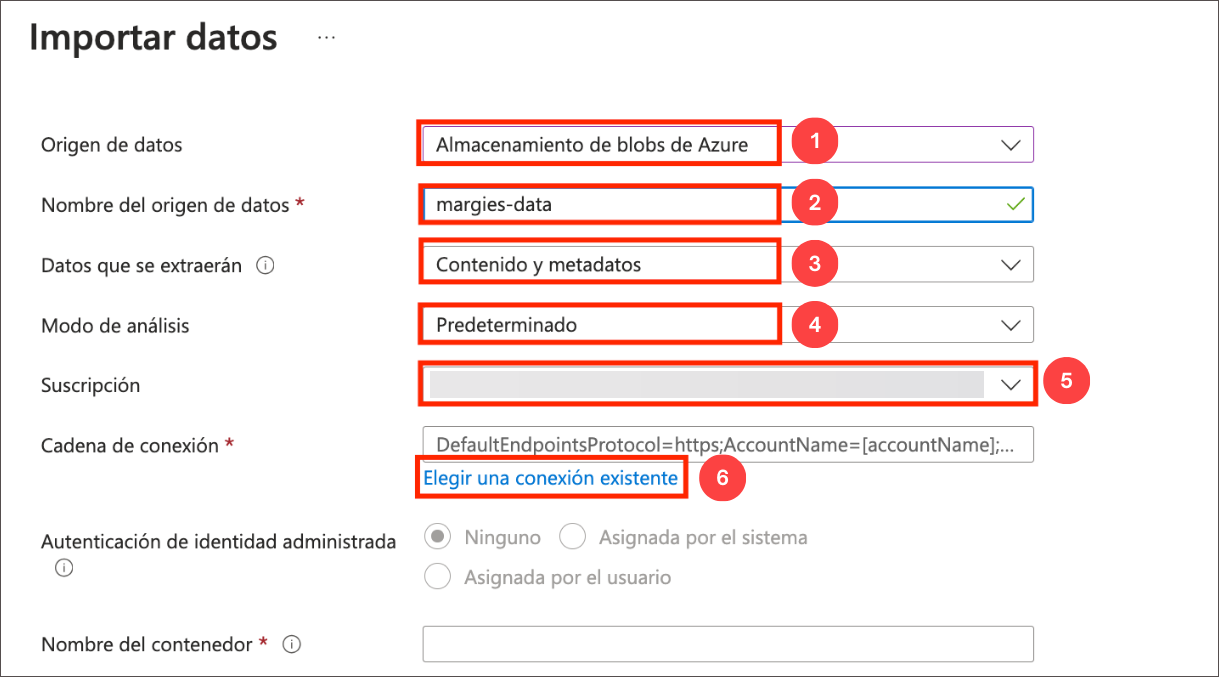 Importar datos ...
Origen de datos Almacenamiento de blobs de Azure 1
Nombre del origen de datos * margies-data 2
Datos que se extraerán Contenido y metadatos 3
Modo de análisis Predeterminado 4
Suscripción 5
Cadena de conexión * DefaultEndpointsProtocol=https;AccountName=[accountName];...
Elegir una conexión existente 6
Autenticación de identidad administrada Ninguno Asignada por el sistema
Asignada por el usuario
Nombre del contenedor *